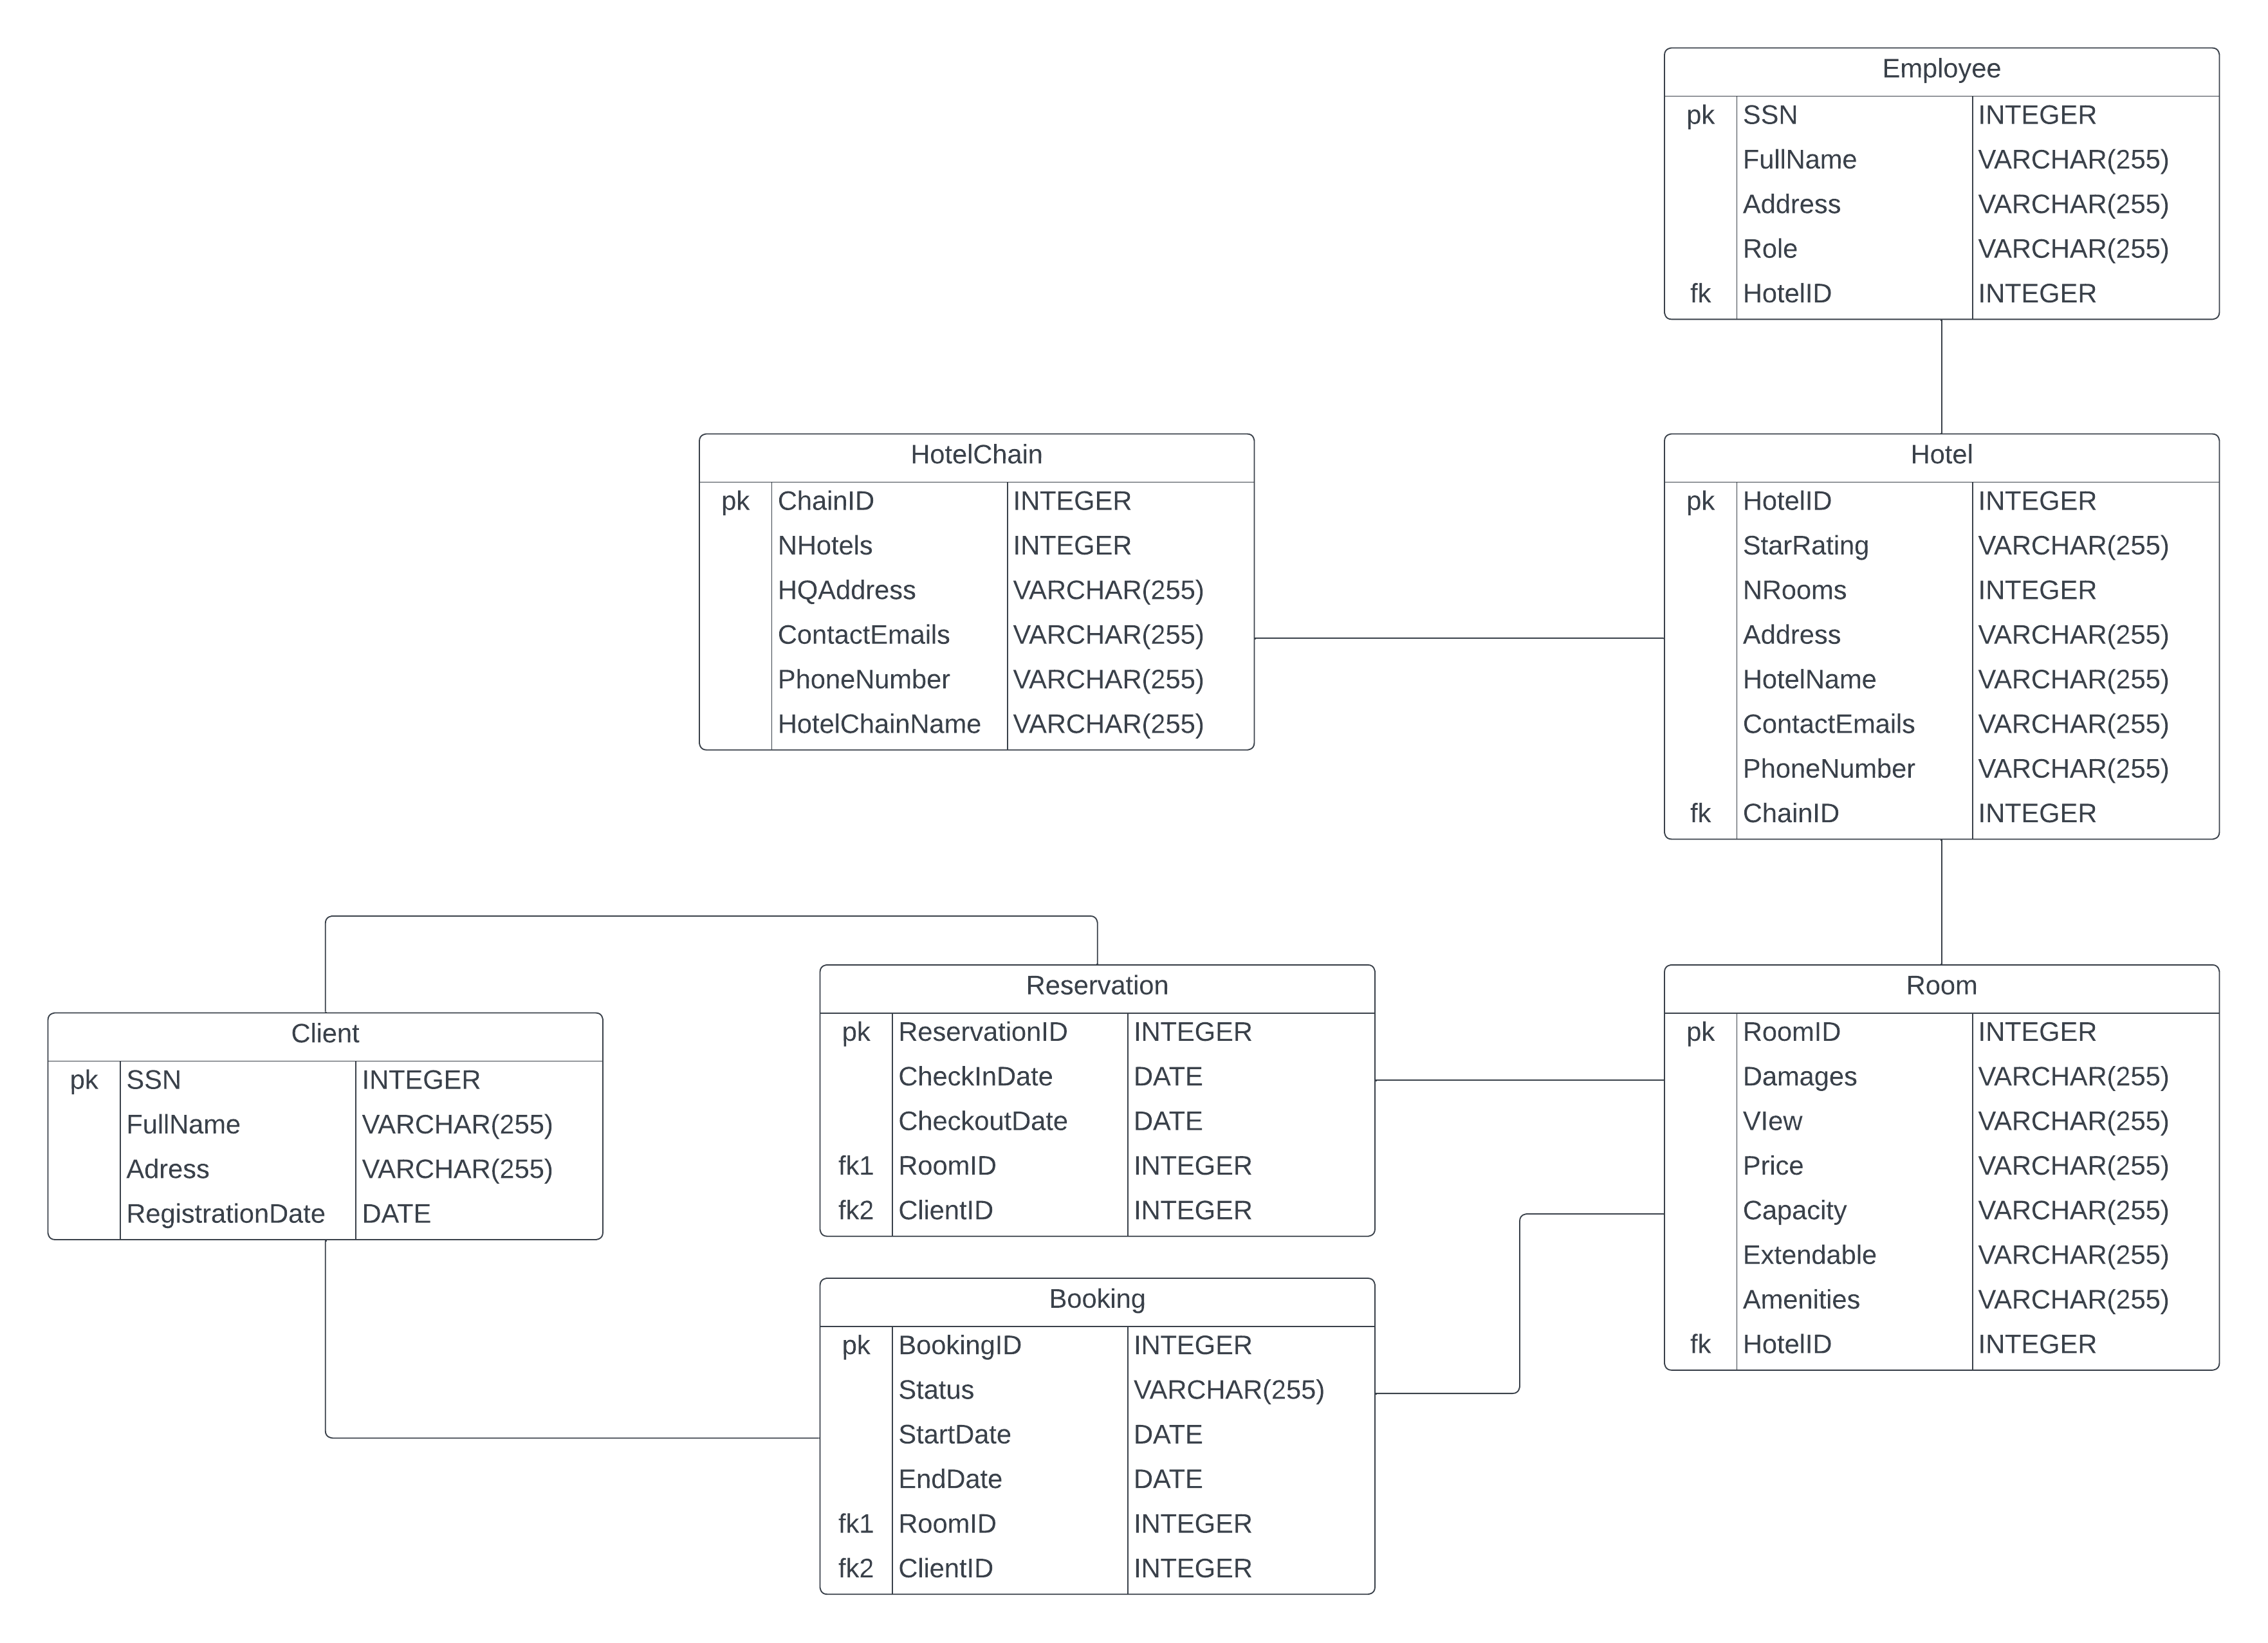 Employee
pk SSN INTEGER
FullName VARCHAR(255)
Address VARCHAR(255)
Role VARCHAR(255)
fk HotelID INTEGER
HotelChain
pk ChainID INTEGER
NHotels INTEGER
HQAddress VARCHAR(255)
ContactEmails VARCHAR(255)
PhoneNumber VARCHAR(255)
HotelChainName VARCHAR(255)
Hotel
pk HotelID INTEGER
StarRating VARCHAR(255)
NRooms INTEGER
Address VARCHAR(255)
HotelName VARCHAR(255)
ContactEmails VARCHAR(255)
PhoneNumber VARCHAR(255)
fk ChainID INTEGER
Client
pk SSN INTEGER
FullName VARCHAR(255)
Adress VARCHAR(255)
RegistrationDate DATE
Reservation
pk ReservationID INTEGER
CheckInDate DATE
CheckoutDate DATE
fk1 RoomID INTEGER
fk2 ClientID INTEGER
Room
pk RoomID INTEGER
Damages VARCHAR(255)
VIew VARCHAR(255)
Price VARCHAR(255)
Capacity VARCHAR(255)
Extendable VARCHAR(255)
Amenities VARCHAR(255)
fk HotelID INTEGER
Booking
pk BookingID INTEGER
Status VARCHAR(255)
StartDate DATE
EndDate DATE
fk1 RoomID INTEGER
fk2 ClientID INTEGER